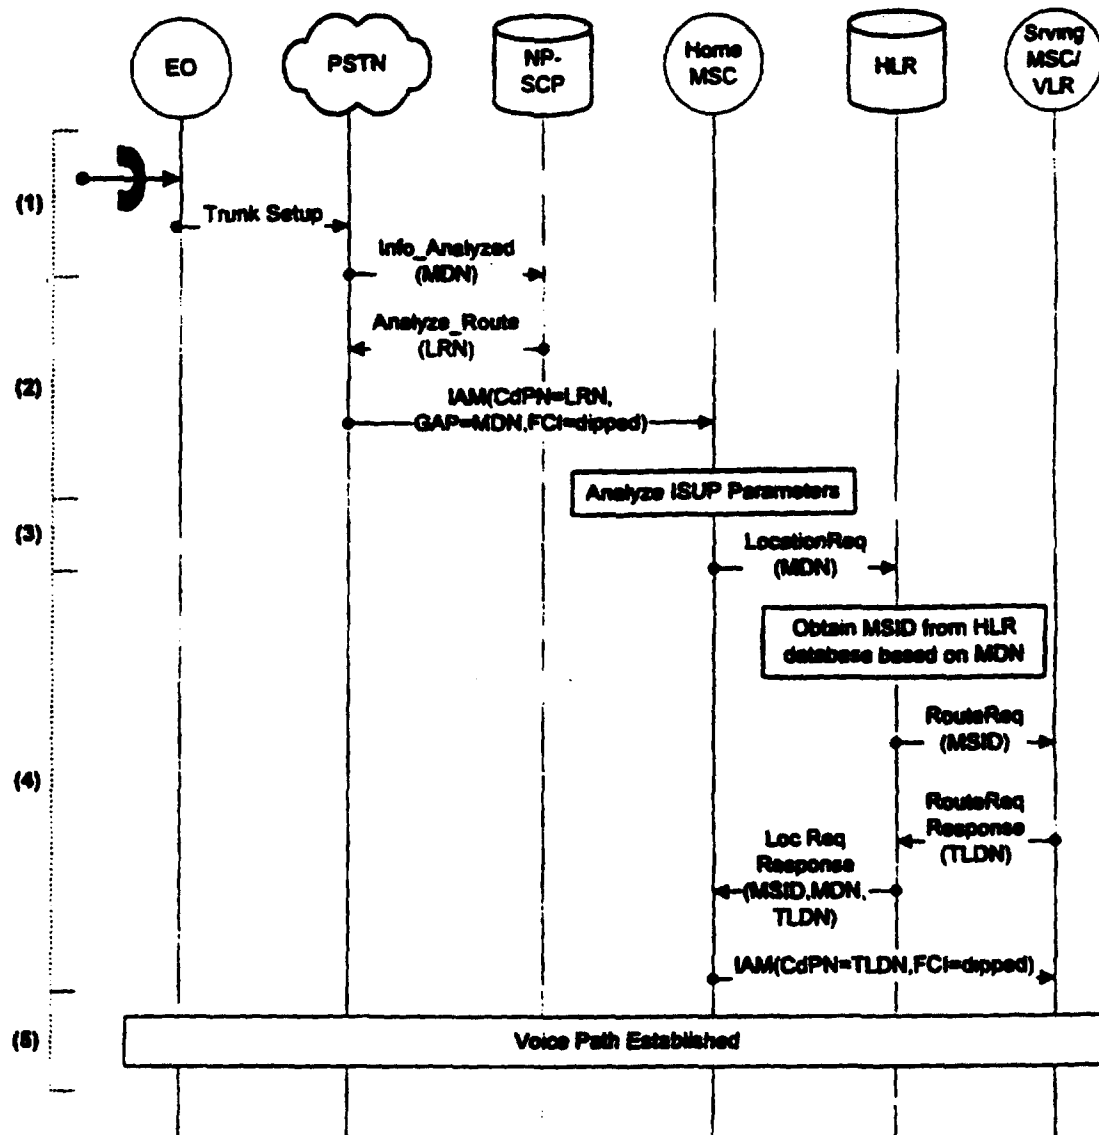 EO
PSTN
NP-
SCP
Home
MSC
HLR
Srving
MSC/
VLR
(1)
Trunk Setup
Info_Analyzed
(MDN)
Analyze_Route
(LRN)
(2)
IAM(CdPN=LRN,
GAP=MDN,FCI=dipped)
Analyze ISUP Parameters
(3)
LocationReq
(MDN)
Obtain MSID from HLR
database based on MDN
RouteReq
(MSID)
(4)
RouteReq
Response
(TLDN)
Loc Req
Response
(MSID,MDN,
TLDN)
IAM(CdPN=TLDN,FCI=dipped)
(5)
Voice Path Established